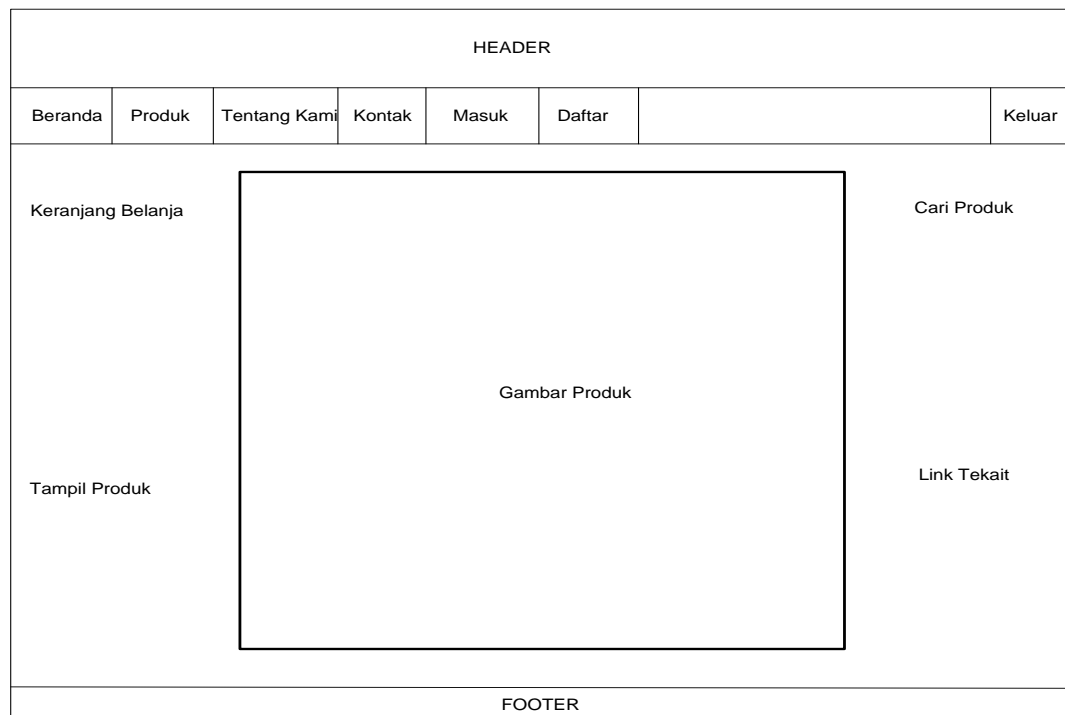 HEADER
Beranda
Produk
Tentang Kami
Kontak
Masuk
Daftar
Keluar
Keranjang Belanja
Cari Produk
Gambar Produk
Tampil Produk
Link Tekait
FOOTER